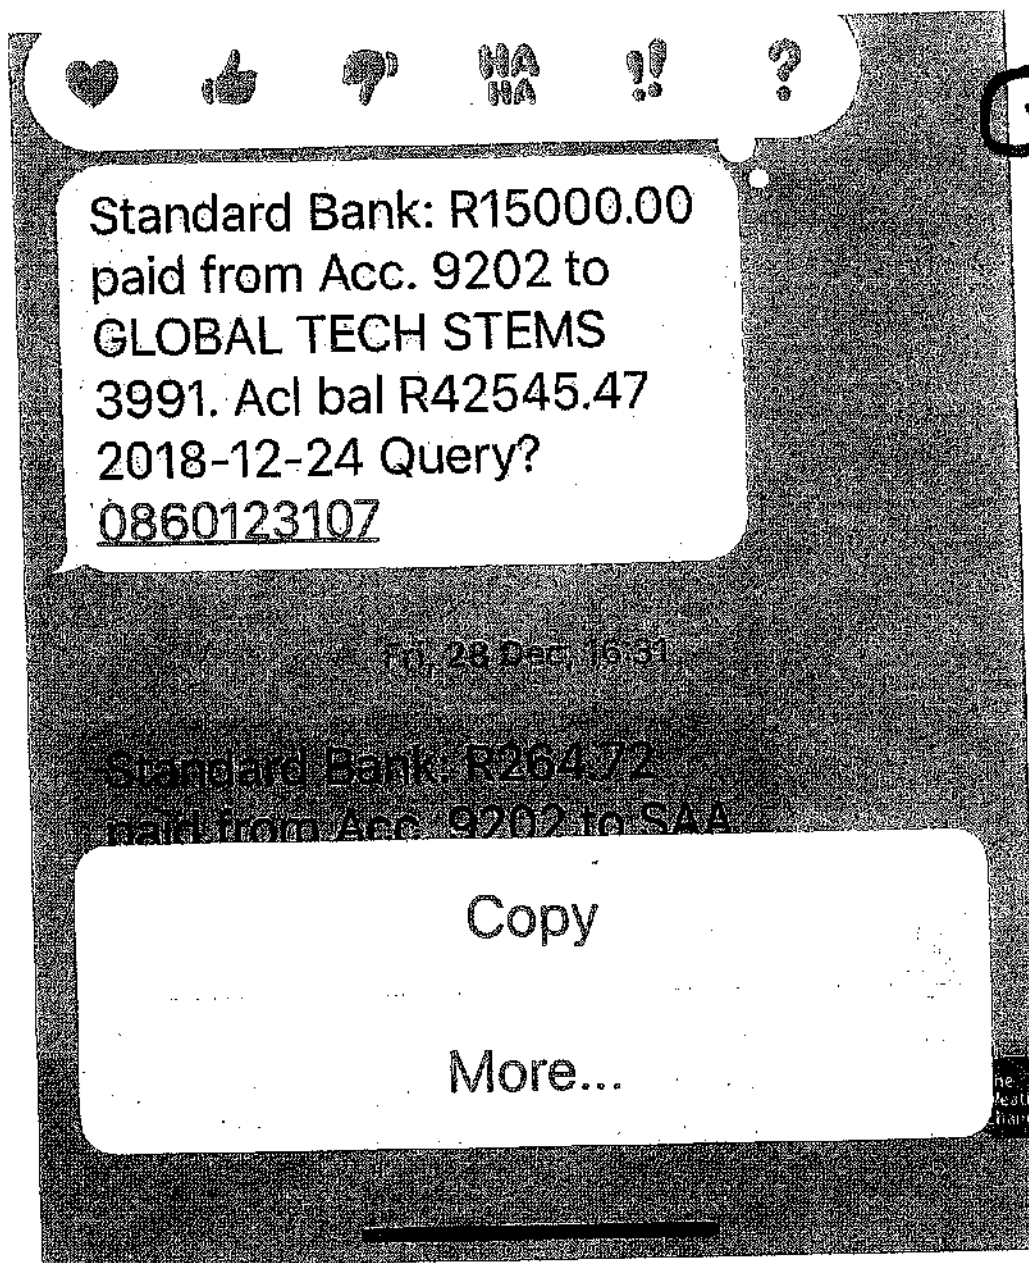 HA
HA
!!
?
Standard Bank: R15000.00
paid from Acc. 9202 to
GLOBAL TECH STEMS
3991. Acl bal R42545.47
2018-12-24 Query?
0860123107
Fri, 28 Dec, 16:31
Standard Bank: R264.72
paid from Acc. 9202 to SAA
Copy
More...